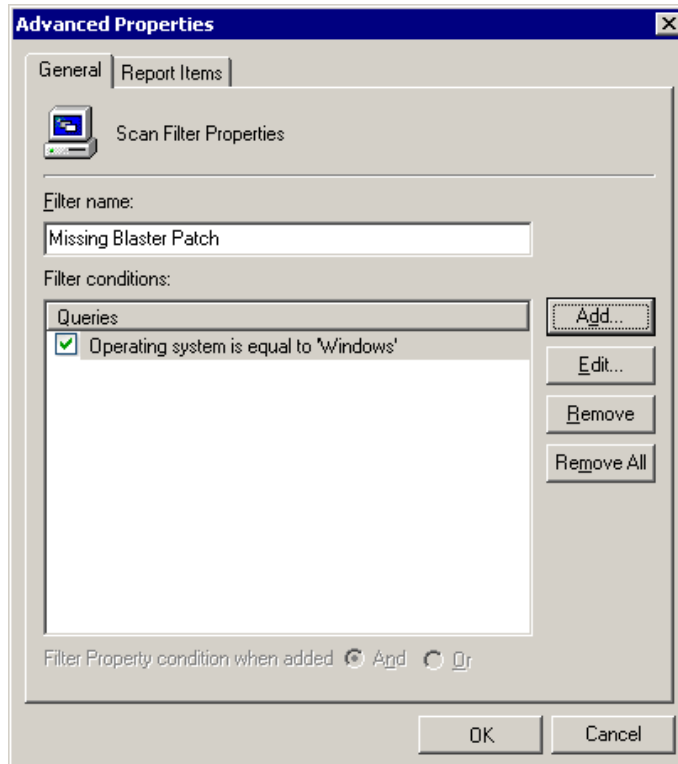 Advanced Properties
General Report Items
Scan Filter Properties
Filter name:
Missing Blaster Patch
Filter conditions:
Queries
Operating system is equal to 'Windows'
Add...
Edit...
Remove
Remove All
Filter Property condition when added And Or
OK Cancel